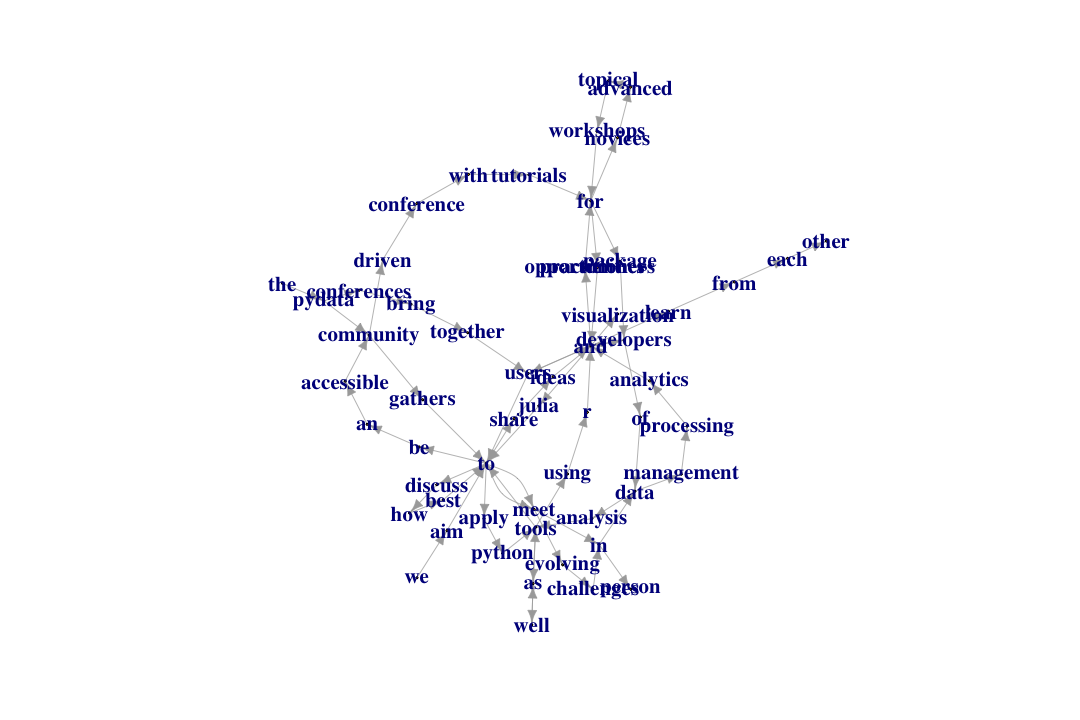 topical
advanced
workshops
novices
with tutorials
for
conference
other
driven
each
package
from
the
conferences
pydata
bring
learn
visualization
together
community
developers
and
users
ideas
analytics
accessible
gathers
julia
r
share
of
an
processing
be
to
using
management
discuss
data
best
how
meet
apply
analysis
tools
aim
in
python
evolving
we
as
challenges
person
well